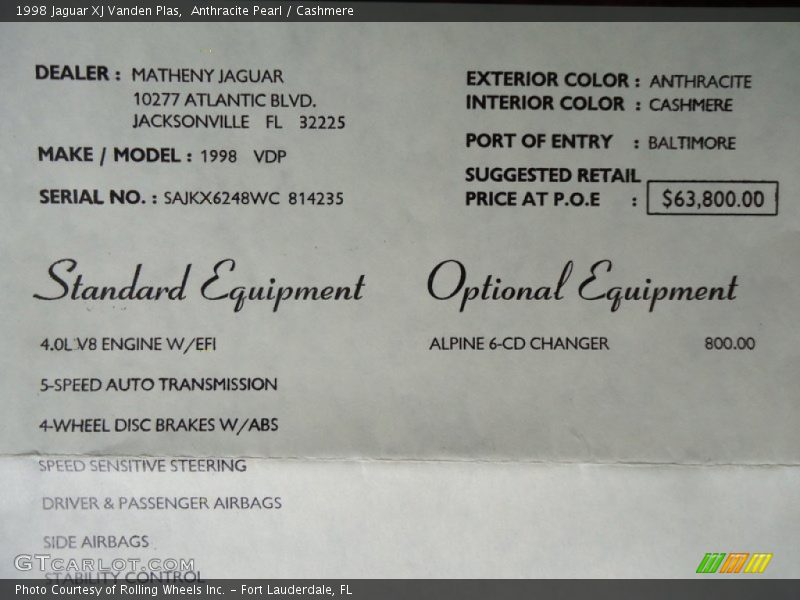 1998 Jaguar XJ Vanden Plas, Anthracite Pearl / Cashmere
DEALER : MATHENY JAGUAR
10277 ATLANTIC BLVD.
JACKSONVILLE FL 32225
MAKE / MODEL : 1998 VDP
SERIAL NO. : SAJKX6248WC 814235
EXTERIOR COLOR : ANTHRACITE
INTERIOR COLOR : CASHMERE
PORT OF ENTRY : BALTIMORE
SUGGESTED RETAIL
PRICE AT P.O.E : $63,800.00
Standard Equipment
4.0L V8 ENGINE W/EFI
5-SPEED AUTO TRANSMISSION
4-WHEEL DISC BRAKES W/ABS
SPEED SENSITIVE STEERING
DRIVER & PASSENGER AIRBAGS
SIDE AIRBAGS
STABILITY CONTROL
Optional Equipment
ALPINE 6-CD CHANGER 800.00
GTCARLOT.COM
Photo Courtesy of Rolling Wheels Inc. – Fort Lauderdale, FL